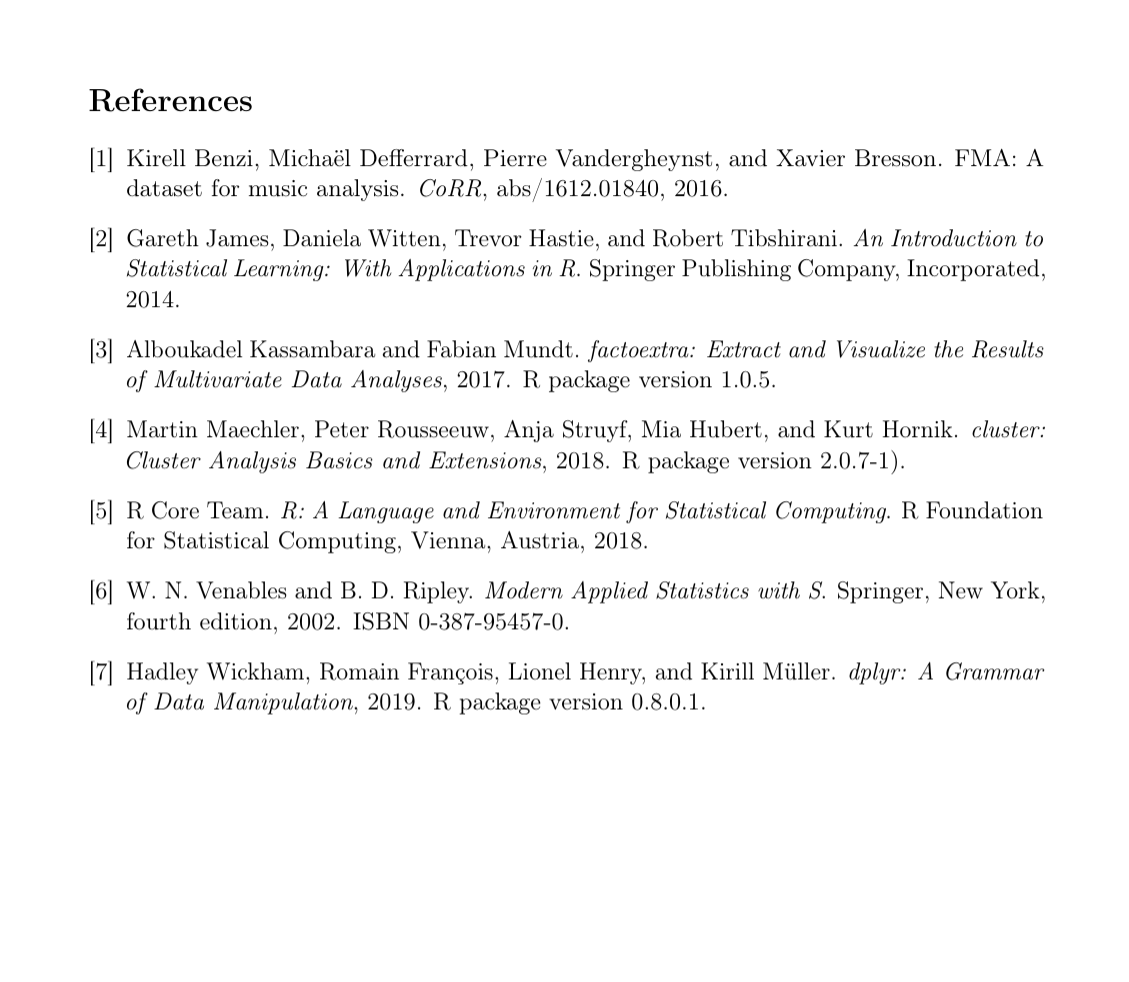 References
[1] Kirell Benzi, Michaël Defferrard, Pierre Vandergheynst, and Xavier Bresson. FMA: A
dataset for music analysis. CoRR, abs/1612.01840, 2016.
[2] Gareth James, Daniela Witten, Trevor Hastie, and Robert Tibshirani. An Introduction to
Statistical Learning: With Applications in R. Springer Publishing Company, Incorporated,
2014.
[3] Alboukadel Kassambara and Fabian Mundt. factoextra: Extract and Visualize the Results
of Multivariate Data Analyses, 2017. R package version 1.0.5.
[4] Martin Maechler, Peter Rousseeuw, Anja Struyf, Mia Hubert, and Kurt Hornik. cluster:
Cluster Analysis Basics and Extensions, 2018. R package version 2.0.7-1).
[5] R Core Team. R: A Language and Environment for Statistical Computing. R Foundation
for Statistical Computing, Vienna, Austria, 2018.
[6] W. N. Venables and B. D. Ripley. Modern Applied Statistics with S. Springer, New York,
fourth edition, 2002. ISBN 0-387-95457-0.
[7] Hadley Wickham, Romain François, Lionel Henry, and Kirill Müller. dplyr: A Grammar
of Data Manipulation, 2019. R package version 0.8.0.1.